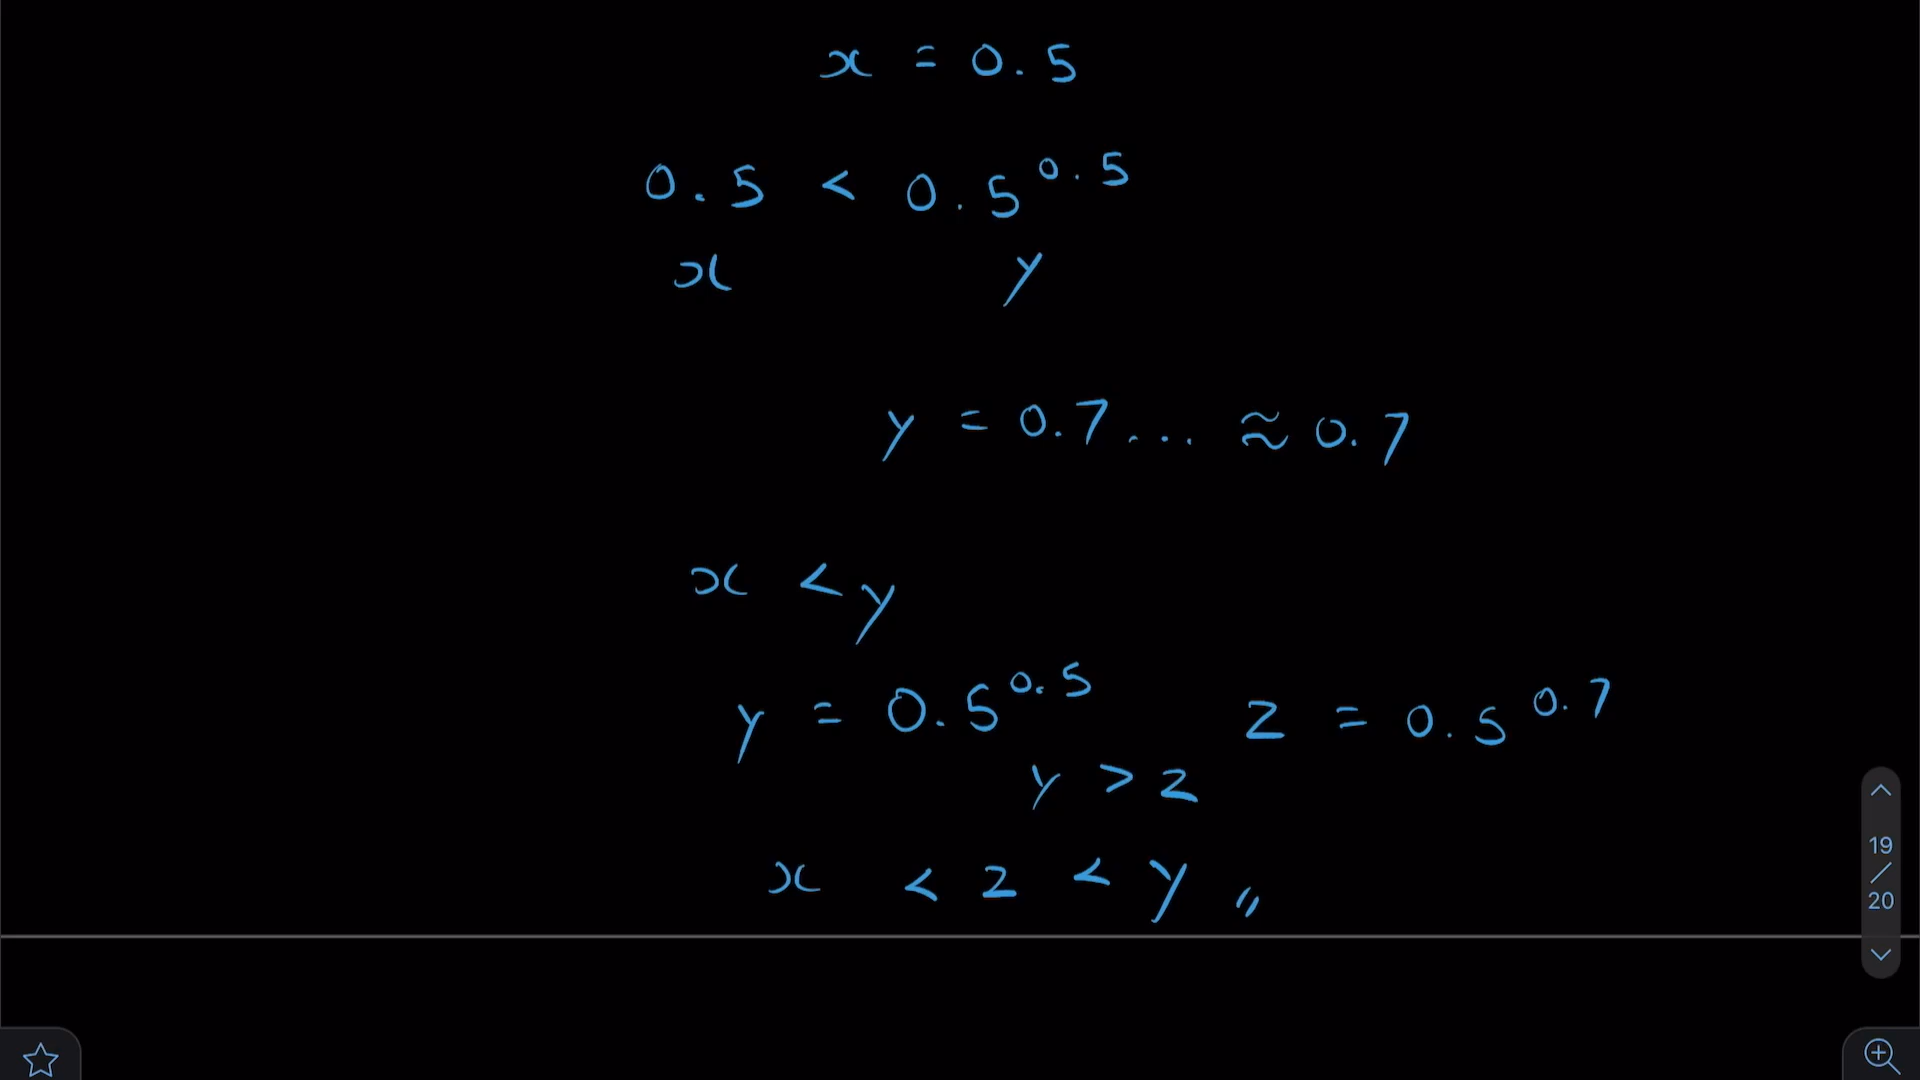 x = 0.5
0.5 < 0.5^0.5
x y
y = 0.7... ≈ 0.7
x < y
y = 0.5^0.5 z = 0.5^0.7
y > z
x < z < y 〃
19
/
20